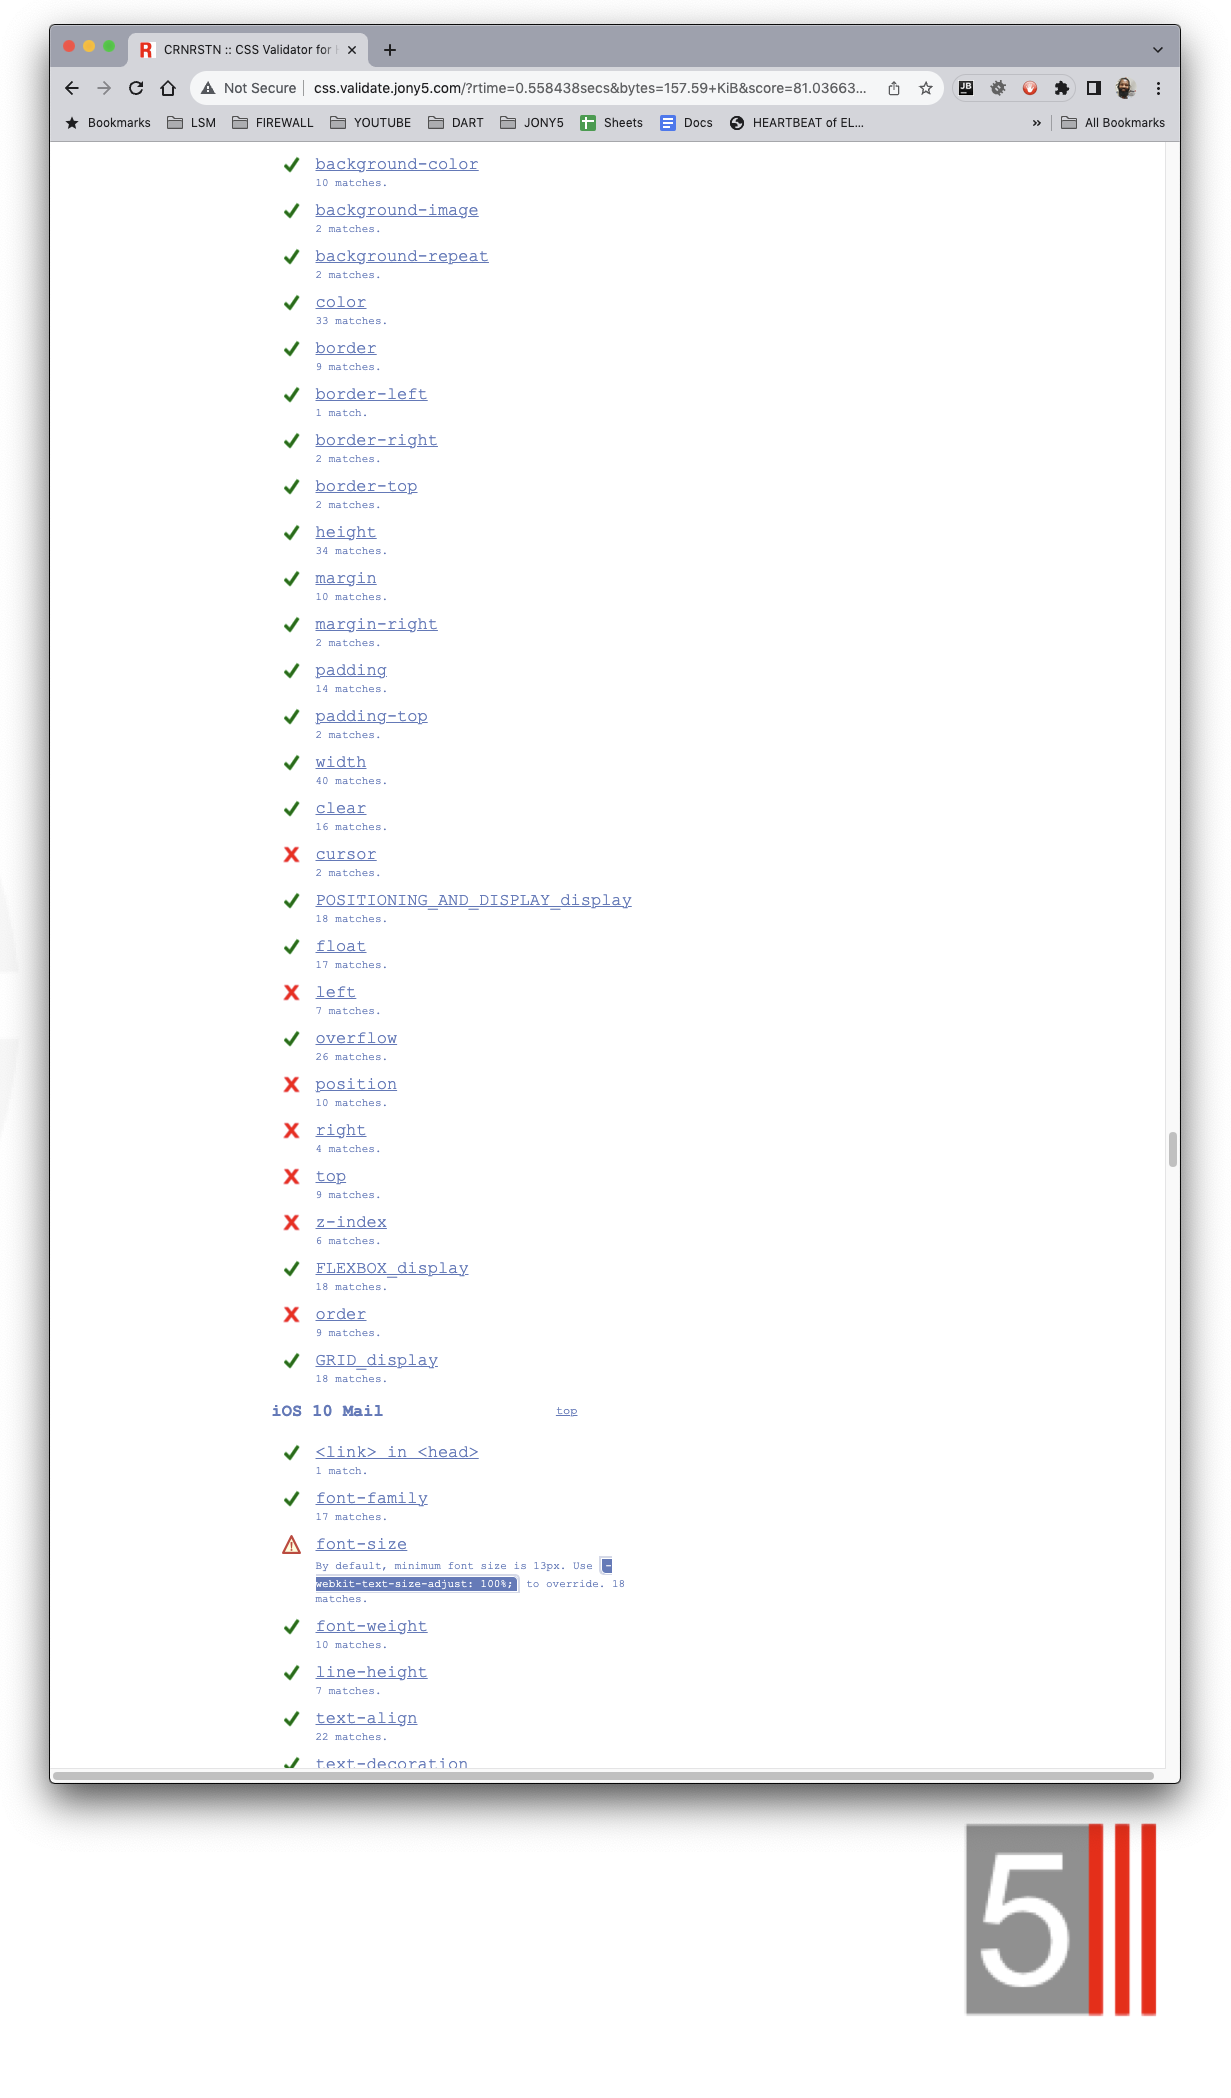 CRNRSTN :: CSS Validator for
Not Secure
css.validate.jony5.com/?rtime=0.558438secs&bytes=157.59+KiB&score=81.03663...
Bookmarks LSM FIREWALL YOUTUBE DART JONY5 Sheets Docs HEARTBEAT of EL... » All Bookmarks
background-color
10 matches.
background-image
2 matches.
background-repeat
2 matches.
color
33 matches.
border
9 matches.
border-left
1 match.
border-right
2 matches.
border-top
2 matches.
height
34 matches.
margin
10 matches.
margin-right
2 matches.
padding
14 matches.
padding-top
2 matches.
width
40 matches.
clear
16 matches.
cursor
2 matches.
POSITIONING_AND_DISPLAY_display
18 matches.
float
17 matches.
left
7 matches.
overflow
26 matches.
position
10 matches.
right
4 matches.
top
9 matches.
z-index
6 matches.
FLEXBOX_display
18 matches.
order
9 matches.
GRID_display
18 matches.
iOS 10 Mail top
<link> in <head>
1 match.
font-family
17 matches.
font-size
By default, minimum font size is 13px. Use -
webkit-text-size-adjust: 100%; to override. 18
matches.
font-weight
10 matches.
line-height
7 matches.
text-align
22 matches.
text-decoration
5